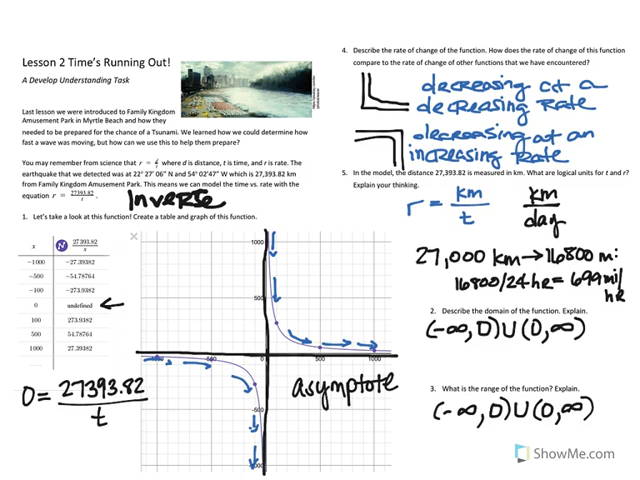 Lesson 2 Time's Running Out!
A Develop Understanding Task
Last lesson we were introduced to Family Kingdom
Amusement Park in Myrtle Beach and how they
needed to be prepared for the chance of a Tsunami. We learned how we could determine how
fast a wave was moving, but how can we use this to help them prepare?
You may remember from science that r = d/t where d is distance, t is time, and r is rate. The
earthquake that we detected was at 22° 27' 06" N and 54° 02'47" W which is 27,393.82 km
from Family Kingdom Amusement Park. This means we can model the time vs. rate with the
equation r = 27393.82/t.
Inverse
1. Let's take a look at this function! Create a table and graph of this function.
x 27393.82/x
−1000 −27.39382
−500 −54.78764
−100 −273.9382
0 undefined
100 273.9382
500 54.78764
1000 27.39382
0 = 27393.82/t
1000
500
-500
0
500
1000
-500
asymptote
4. Describe the rate of change of the function. How does the rate of change of this function
compare to the rate of change of other functions that we have encountered?
decreasing at a
decreasing rate
decreasing at an
increasing rate
5. In the model, the distance 27,393.82 is measured in km. What are logical units for t and r?
Explain your thinking.
r = km/t km/day
27,000 km → 16800 mi
16800/24hr = 699 mi/hr
2. Describe the domain of the function. Explain.
(-∞, 0) U (0, ∞)
3. What is the range of the function? Explain.
(-∞, 0) U (0, ∞)
ShowMe.com